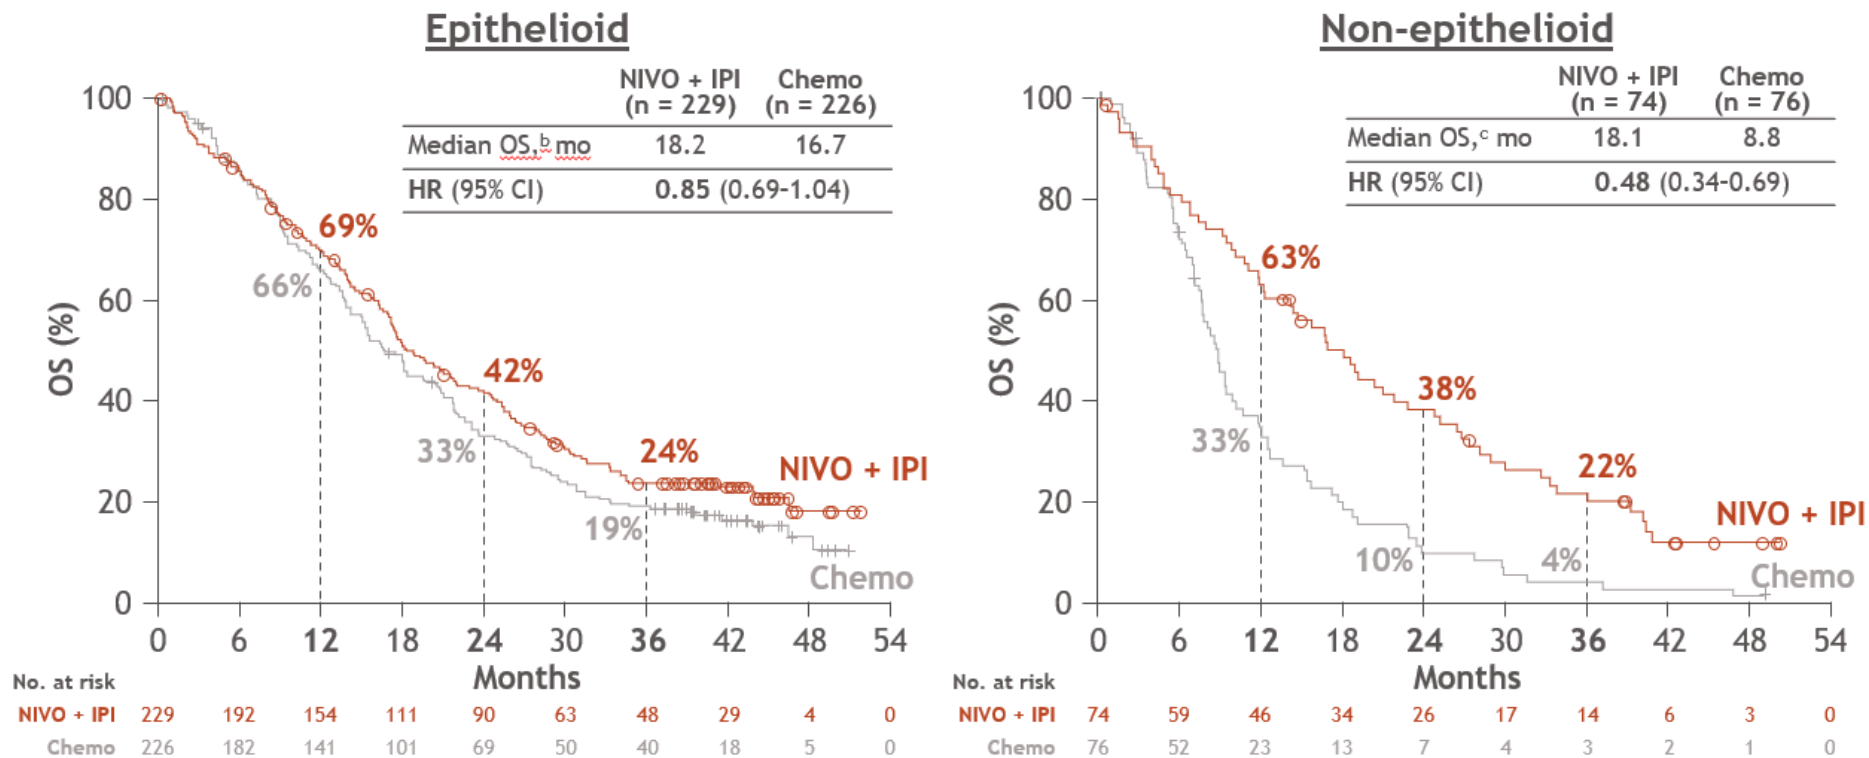 Epithelioid
NIVO + IPI Chemo
(n = 229) (n = 226)
Median OS,ᵇ mo 18.2 16.7
HR (95% CI) 0.85 (0.69-1.04)
100
80
60
40
20
0
OS (%)
69%
66%
42%
33%
24%
19%
NIVO + IPI
Chemo
0 6 12 18 24 30 36 42 48 54
Months
No. at risk
NIVO + IPI 229 192 154 111 90 63 48 29 4 0
Chemo 226 182 141 101 69 50 40 18 5 0
Non-epithelioid
NIVO + IPI Chemo
(n = 74) (n = 76)
Median OS,ᶜ mo 18.1 8.8
HR (95% CI) 0.48 (0.34-0.69)
100
80
60
40
20
0
OS (%)
63%
33%
38%
10%
22%
4%
NIVO + IPI
Chemo
0 6 12 18 24 30 36 42 48 54
Months
No. at risk
NIVO + IPI 74 59 46 34 26 17 14 6 3 0
Chemo 76 52 23 13 7 4 3 2 1 0